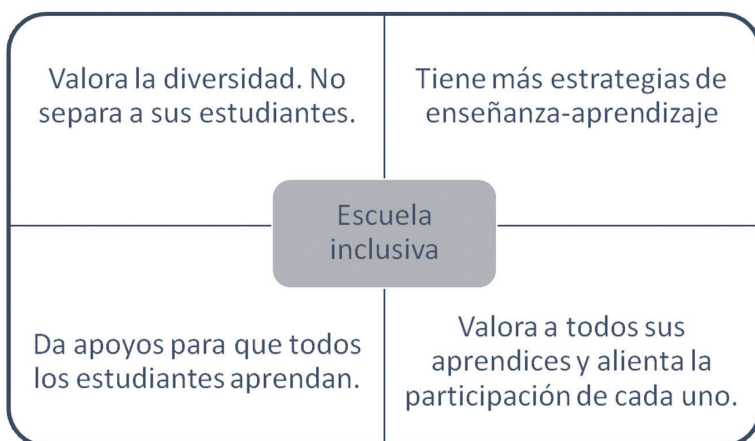 Valora la diversidad. No
separa a sus estudiantes.
Tiene más estrategias de
enseñanza-aprendizaje
Escuela
inclusiva
Da apoyos para que todos
los estudiantes aprendan.
Valora a todos sus
aprendices y alienta la
participación de cada uno.